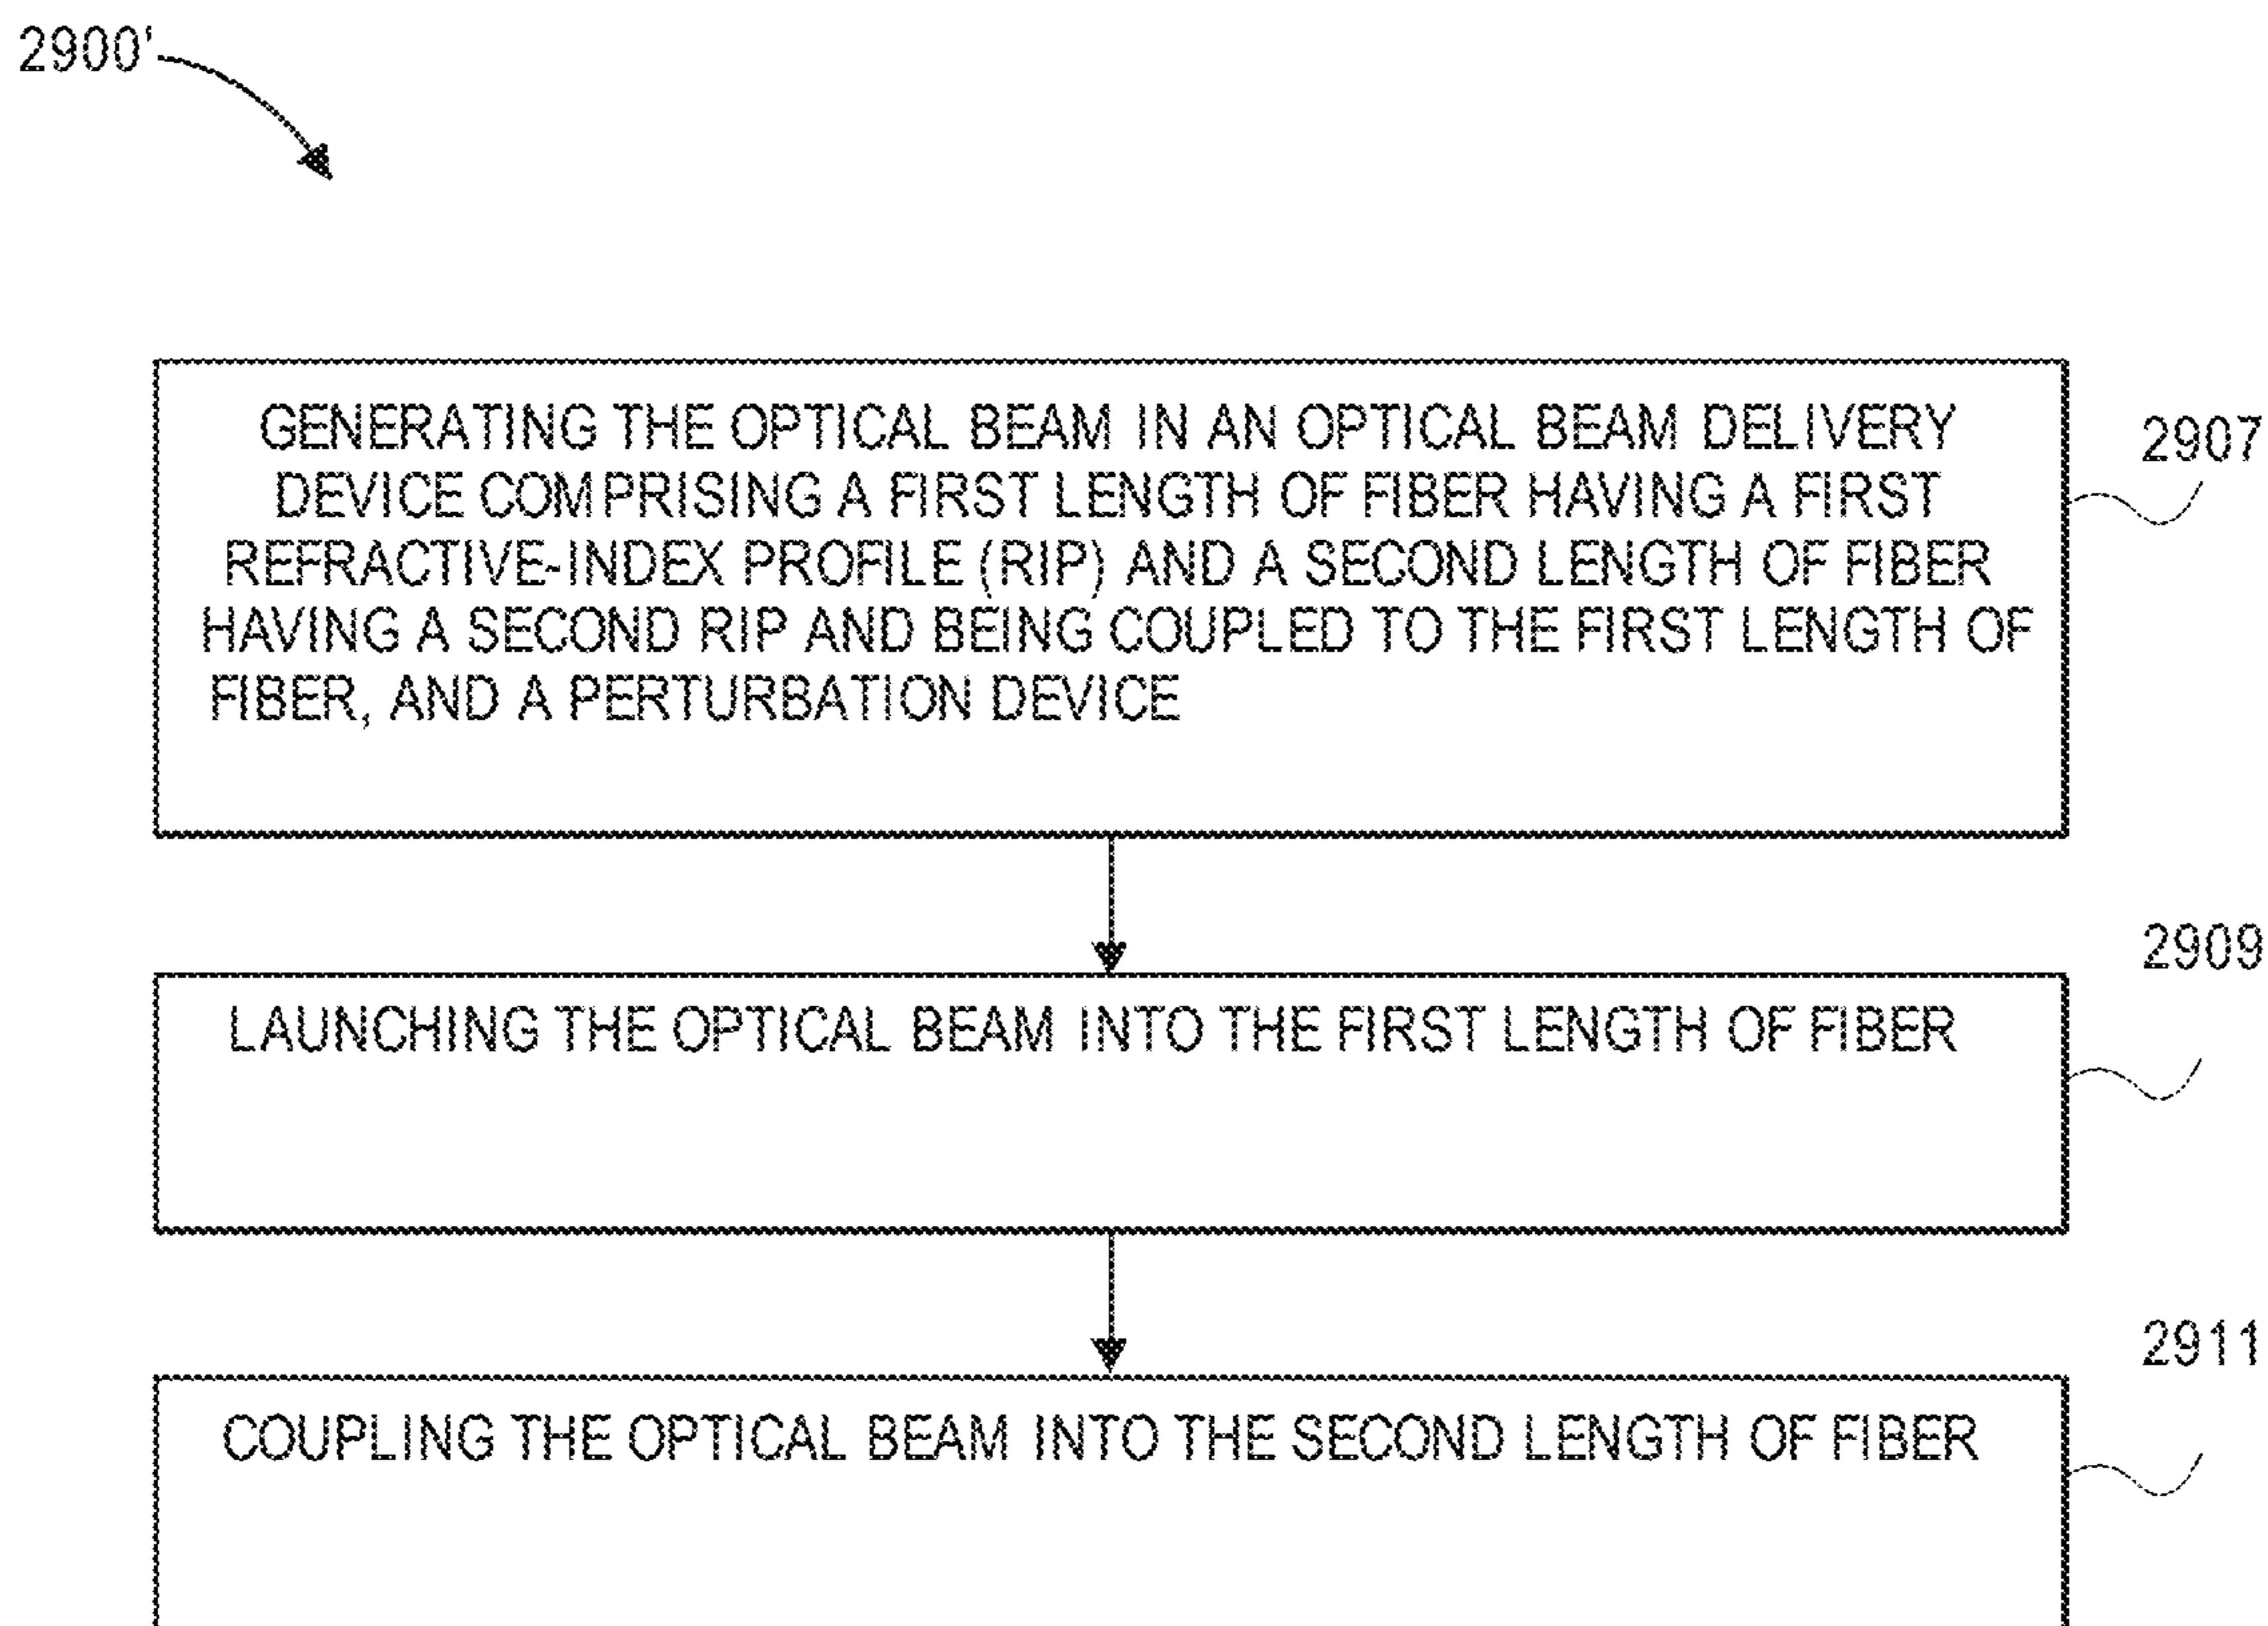 2900'
GENERATING THE OPTICAL BEAM IN AN OPTICAL BEAM DELIVERY
DEVICE COMPRISING A FIRST LENGTH OF FIBER HAVING A FIRST
REFRACTIVE-INDEX PROFILE (RIP) AND A SECOND LENGTH OF FIBER
HAVING A SECOND RIP AND BEING COUPLED TO THE FIRST LENGTH OF
FIBER, AND A PERTURBATION DEVICE
2907
LAUNCHING THE OPTICAL BEAM INTO THE FIRST LENGTH OF FIBER
2909
COUPLING THE OPTICAL BEAM INTO THE SECOND LENGTH OF FIBER
2911